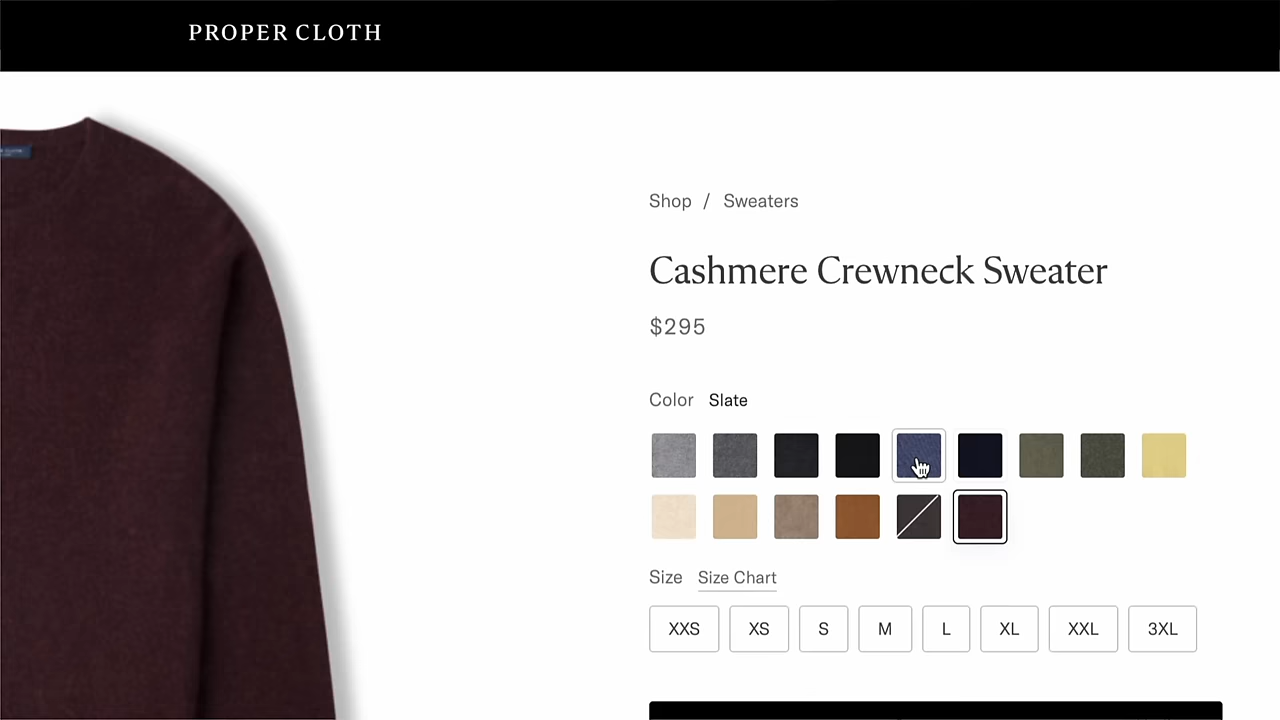 PROPER CLOTH
Shop / Sweaters
Cashmere Crewneck Sweater
$295
Color Slate
Size Size Chart
XXS XS S M L XL XXL 3XL